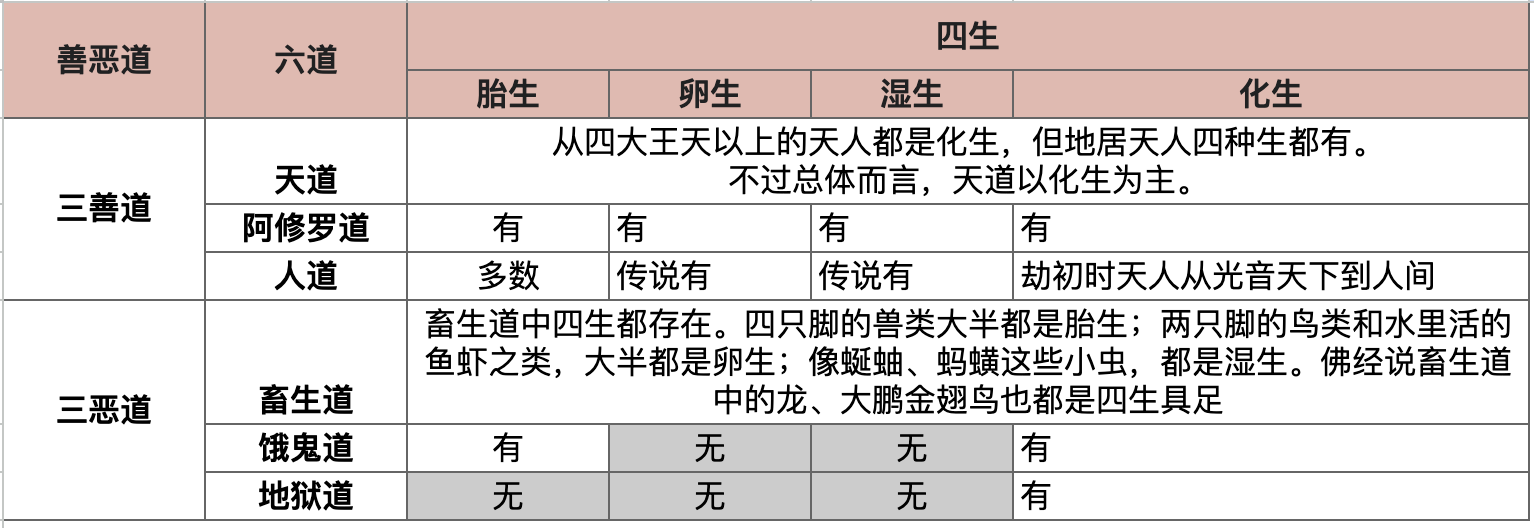 善恶道
六道
四生
胎生
卵生
湿生
化生
三善道
天道
从四大王天以上的天人都是化生，但地居天人四种生都有。
不过总体而言，天道以化生为主。
阿修罗道
有
有
有
有
人道
多数
传说有
传说有
劫初时天人从光音天下到人间
三恶道
畜生道
畜生道中四生都存在。四只脚的兽类大半都是胎生；两只脚的鸟类和水里活的
鱼虾之类，大半都是卵生；像蜒蚰、蚂蟥这些小虫，都是湿生。佛经说畜生道
中的龙、大鹏金翅鸟也都是四生具足
饿鬼道
有
无
无
有
地狱道
无
无
无
有